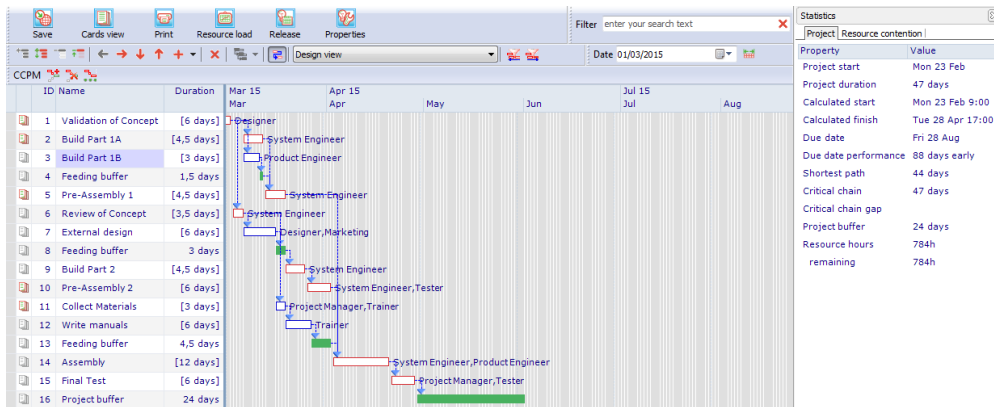 Save Cards view Print Resource load Release Properties
Filter enter your search text
Design view
Date 01/03/2015
CCPM
ID Name Duration Mar 15 Apr 15 Jul 15
Mar Apr May Jun Jul Aug
1 Validation of Concept [6 days] Designer
2 Build Part 1A [4,5 days] System Engineer
3 Build Part 1B [3 days] Product Engineer
4 Feeding buffer 1,5 days
5 Pre-Assembly 1 [4,5 days] System Engineer
6 Review of Concept [3,5 days] System Engineer
7 External design [6 days] Designer,Marketing
8 Feeding buffer 3 days
9 Build Part 2 [4,5 days] System Engineer
10 Pre-Assembly 2 [6 days] System Engineer,Tester
11 Collect Materials [3 days] Project Manager,Trainer
12 Write manuals [6 days] Trainer
13 Feeding buffer 4,5 days
14 Assembly [12 days] System Engineer,Product Engineer
15 Final Test [6 days] Project Manager,Tester
16 Project buffer 24 days
Statistics
Project Resource contention
Property Value
Project start Mon 23 Feb
Project duration 47 days
Calculated start Mon 23 Feb 9:00
Calculated finish Tue 28 Apr 17:00
Due date Fri 28 Aug
Due date performance 88 days early
Shortest path 44 days
Critical chain 47 days
Critical chain gap
Project buffer 24 days
Resource hours 784h
remaining 784h